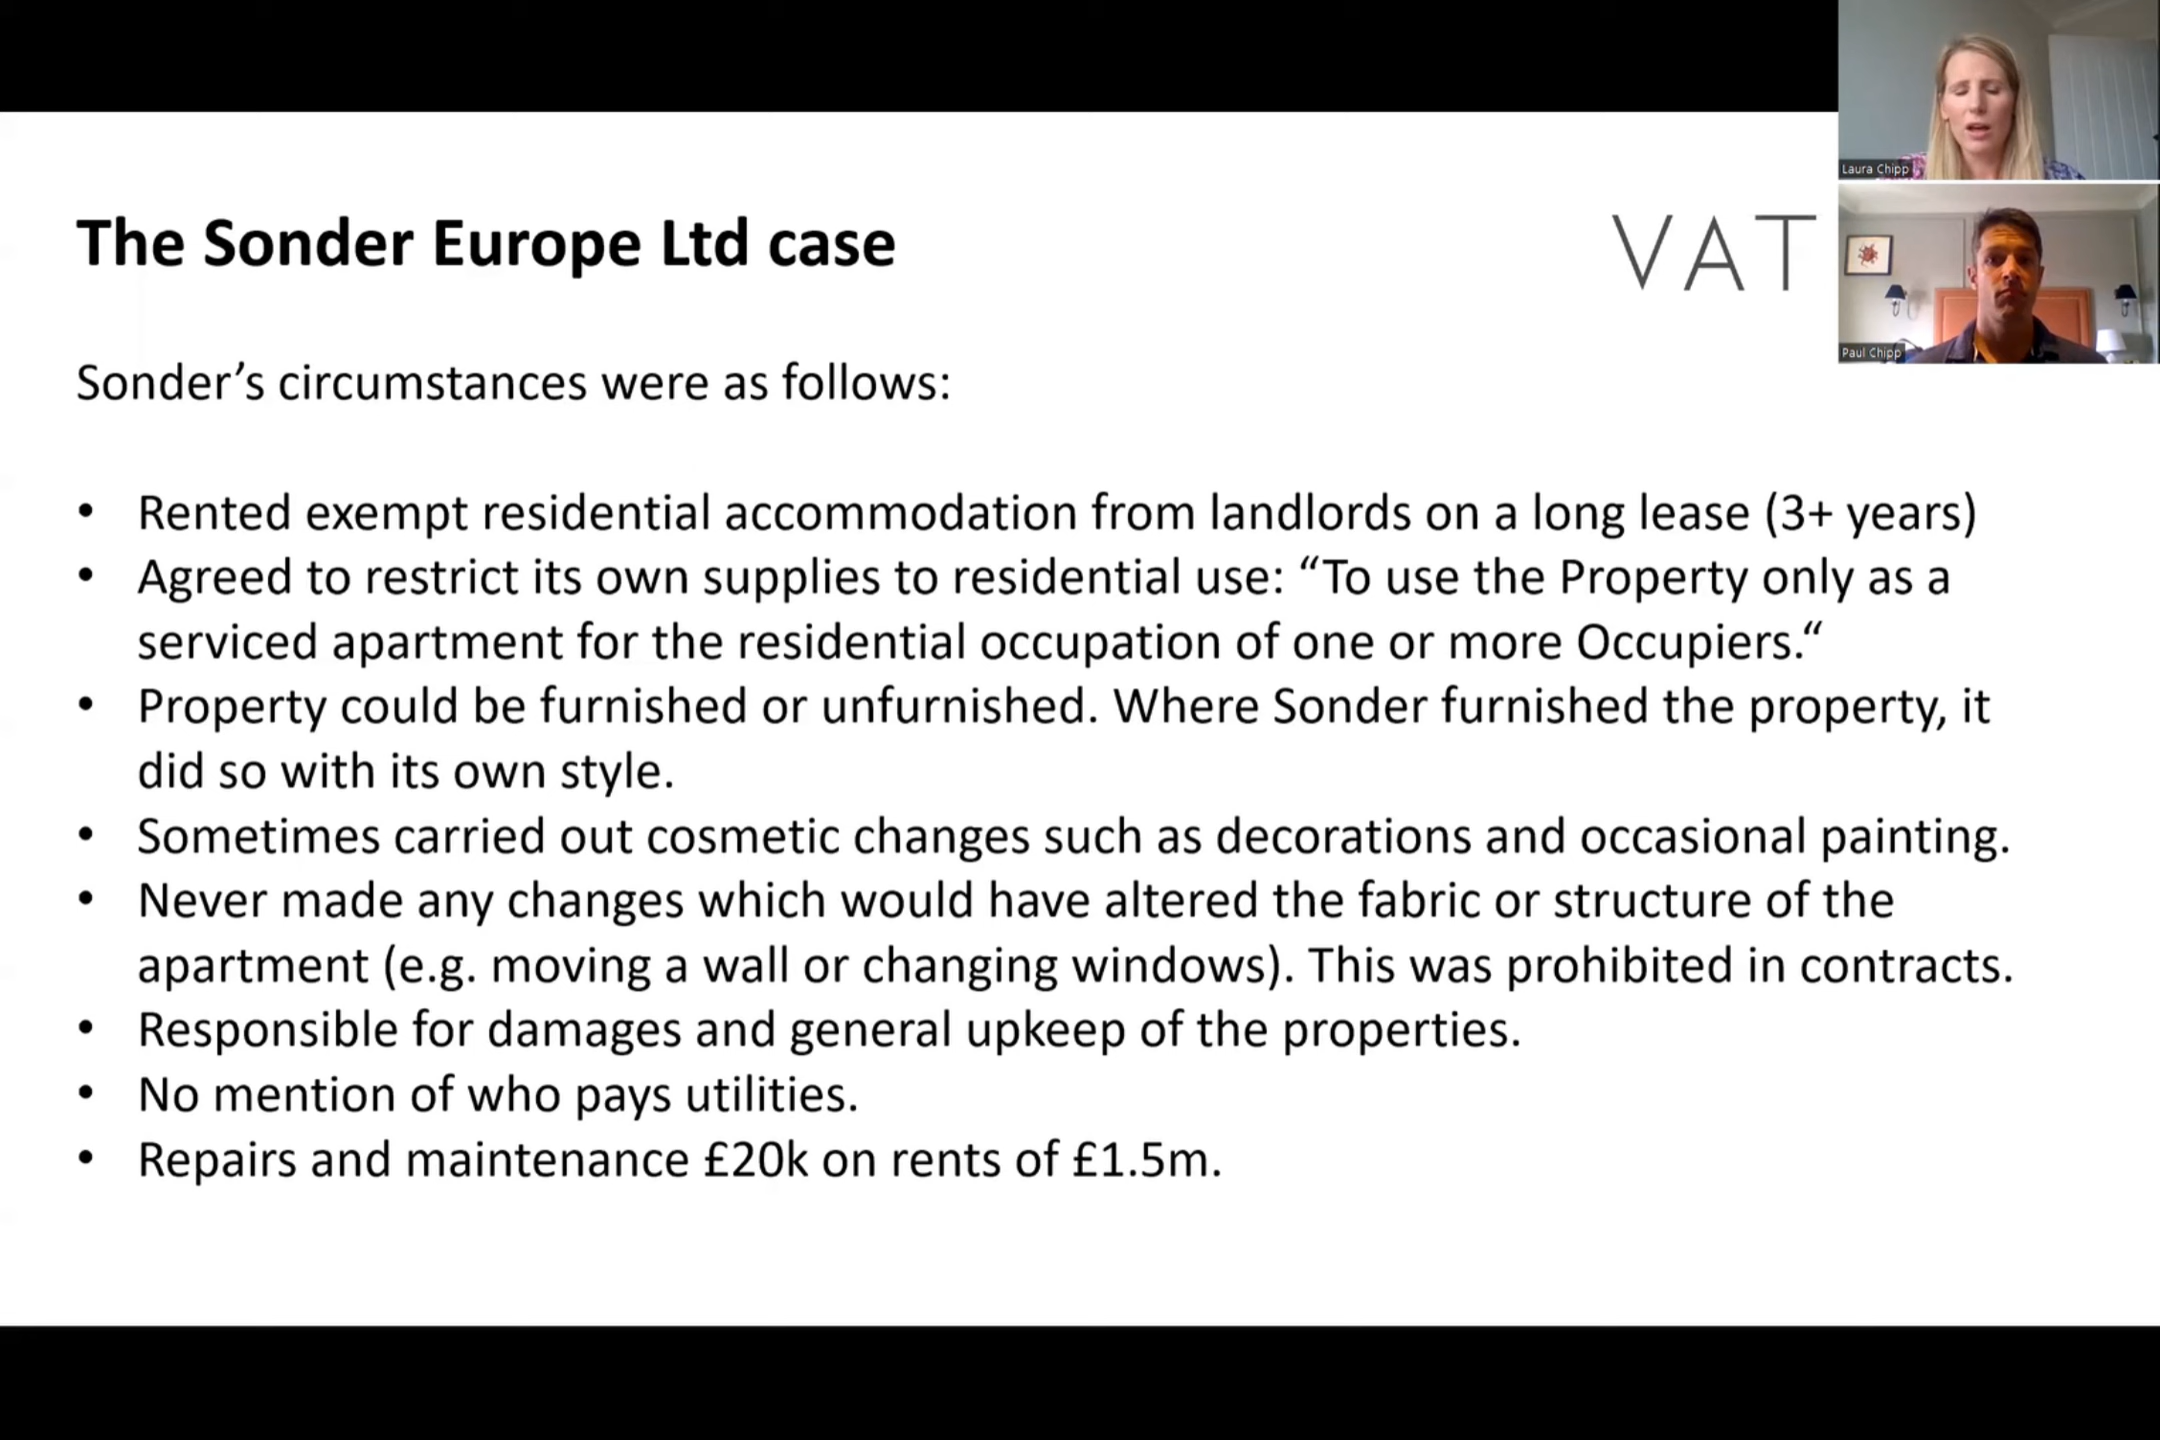 Laura Chipp
The Sonder Europe Ltd case
VAT
Paul Chipp
Sonder’s circumstances were as follows:
• Rented exempt residential accommodation from landlords on a long lease (3+ years)
• Agreed to restrict its own supplies to residential use: “To use the Property only as a
serviced apartment for the residential occupation of one or more Occupiers.“
• Property could be furnished or unfurnished. Where Sonder furnished the property, it
did so with its own style.
• Sometimes carried out cosmetic changes such as decorations and occasional painting.
• Never made any changes which would have altered the fabric or structure of the
apartment (e.g. moving a wall or changing windows). This was prohibited in contracts.
• Responsible for damages and general upkeep of the properties.
• No mention of who pays utilities.
• Repairs and maintenance £20k on rents of £1.5m.